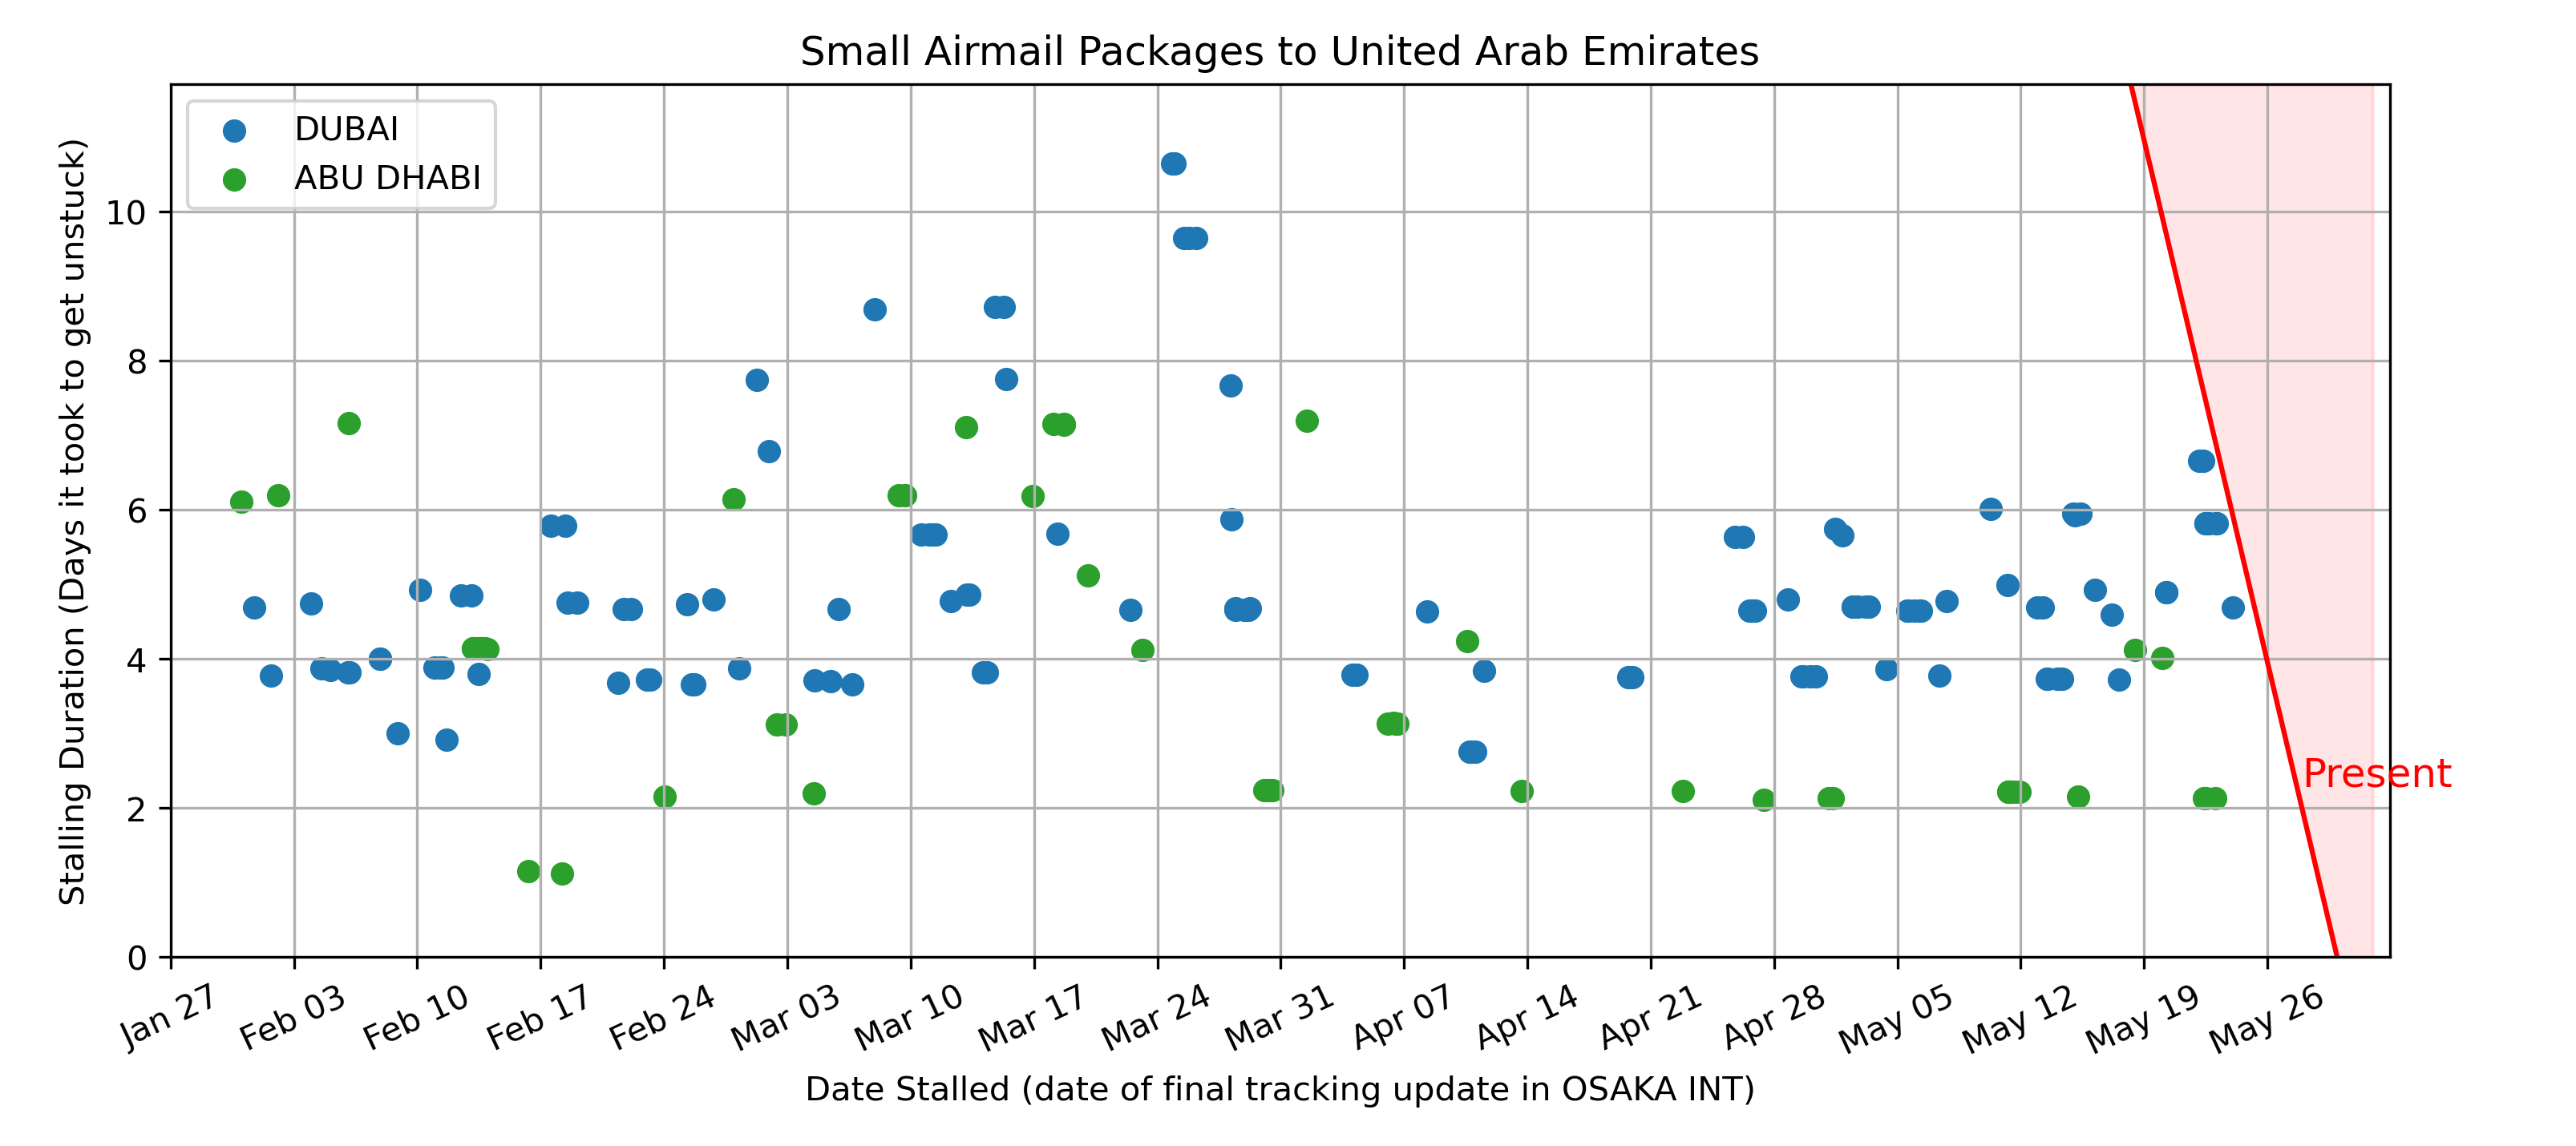 Small Airmail Packages to United Arab Emirates
DUBAI
ABU DHABI
Stalling Duration (Days it took to get unstuck)
10
8
6
4
2
0
Present
Jan 27
Feb 03
Feb 10
Feb 17
Feb 24
Mar 03
Mar 10
Mar 17
Mar 24
Mar 31
Apr 07
Apr 14
Apr 21
Apr 28
May 05
May 12
May 19
May 26
Date Stalled (date of final tracking update in OSAKA INT)